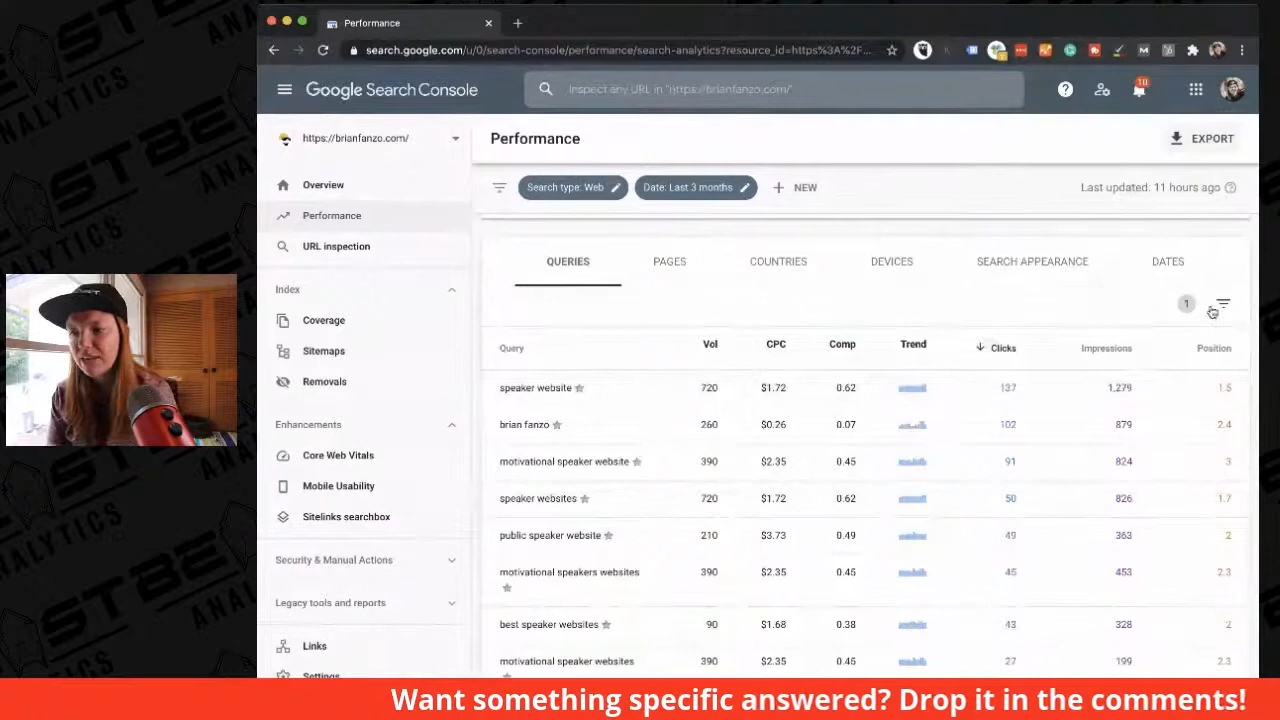 Performance
search.google.com/u/0/search-console/performance/search-analytics?resource_id=https%3A%2F...
Google Search Console
Inspect any URL in "https://brianfanzo.com/"
10
https://brianfanzo.com/
Performance
EXPORT
Overview
Performance
URL inspection
Index
Coverage
Sitemaps
Removals
Enhancements
Core Web Vitals
Mobile Usability
Sitelinks searchbox
Security & Manual Actions
Legacy tools and reports
Links
Settings
Search type: Web
Date: Last 3 months
NEW
Last updated: 11 hours ago
QUERIES PAGES COUNTRIES DEVICES SEARCH APPEARANCE DATES
1
Query Vol CPC Comp Trend Clicks Impressions Position
speaker website 720 $1.72 0.62 137 1,279 1.5
brian fanzo 260 $0.26 0.07 102 879 2.4
motivational speaker website 390 $2.35 0.45 91 824 3
speaker websites 720 $1.72 0.62 50 826 1.7
public speaker website 210 $3.73 0.49 49 363 2
motivational speakers websites 390 $2.35 0.45 45 453 2.3
best speaker websites 90 $1.68 0.38 43 328 2
motivational speaker websites 390 $2.35 0.45 27 199 2.3
Want something specific answered? Drop it in the comments!